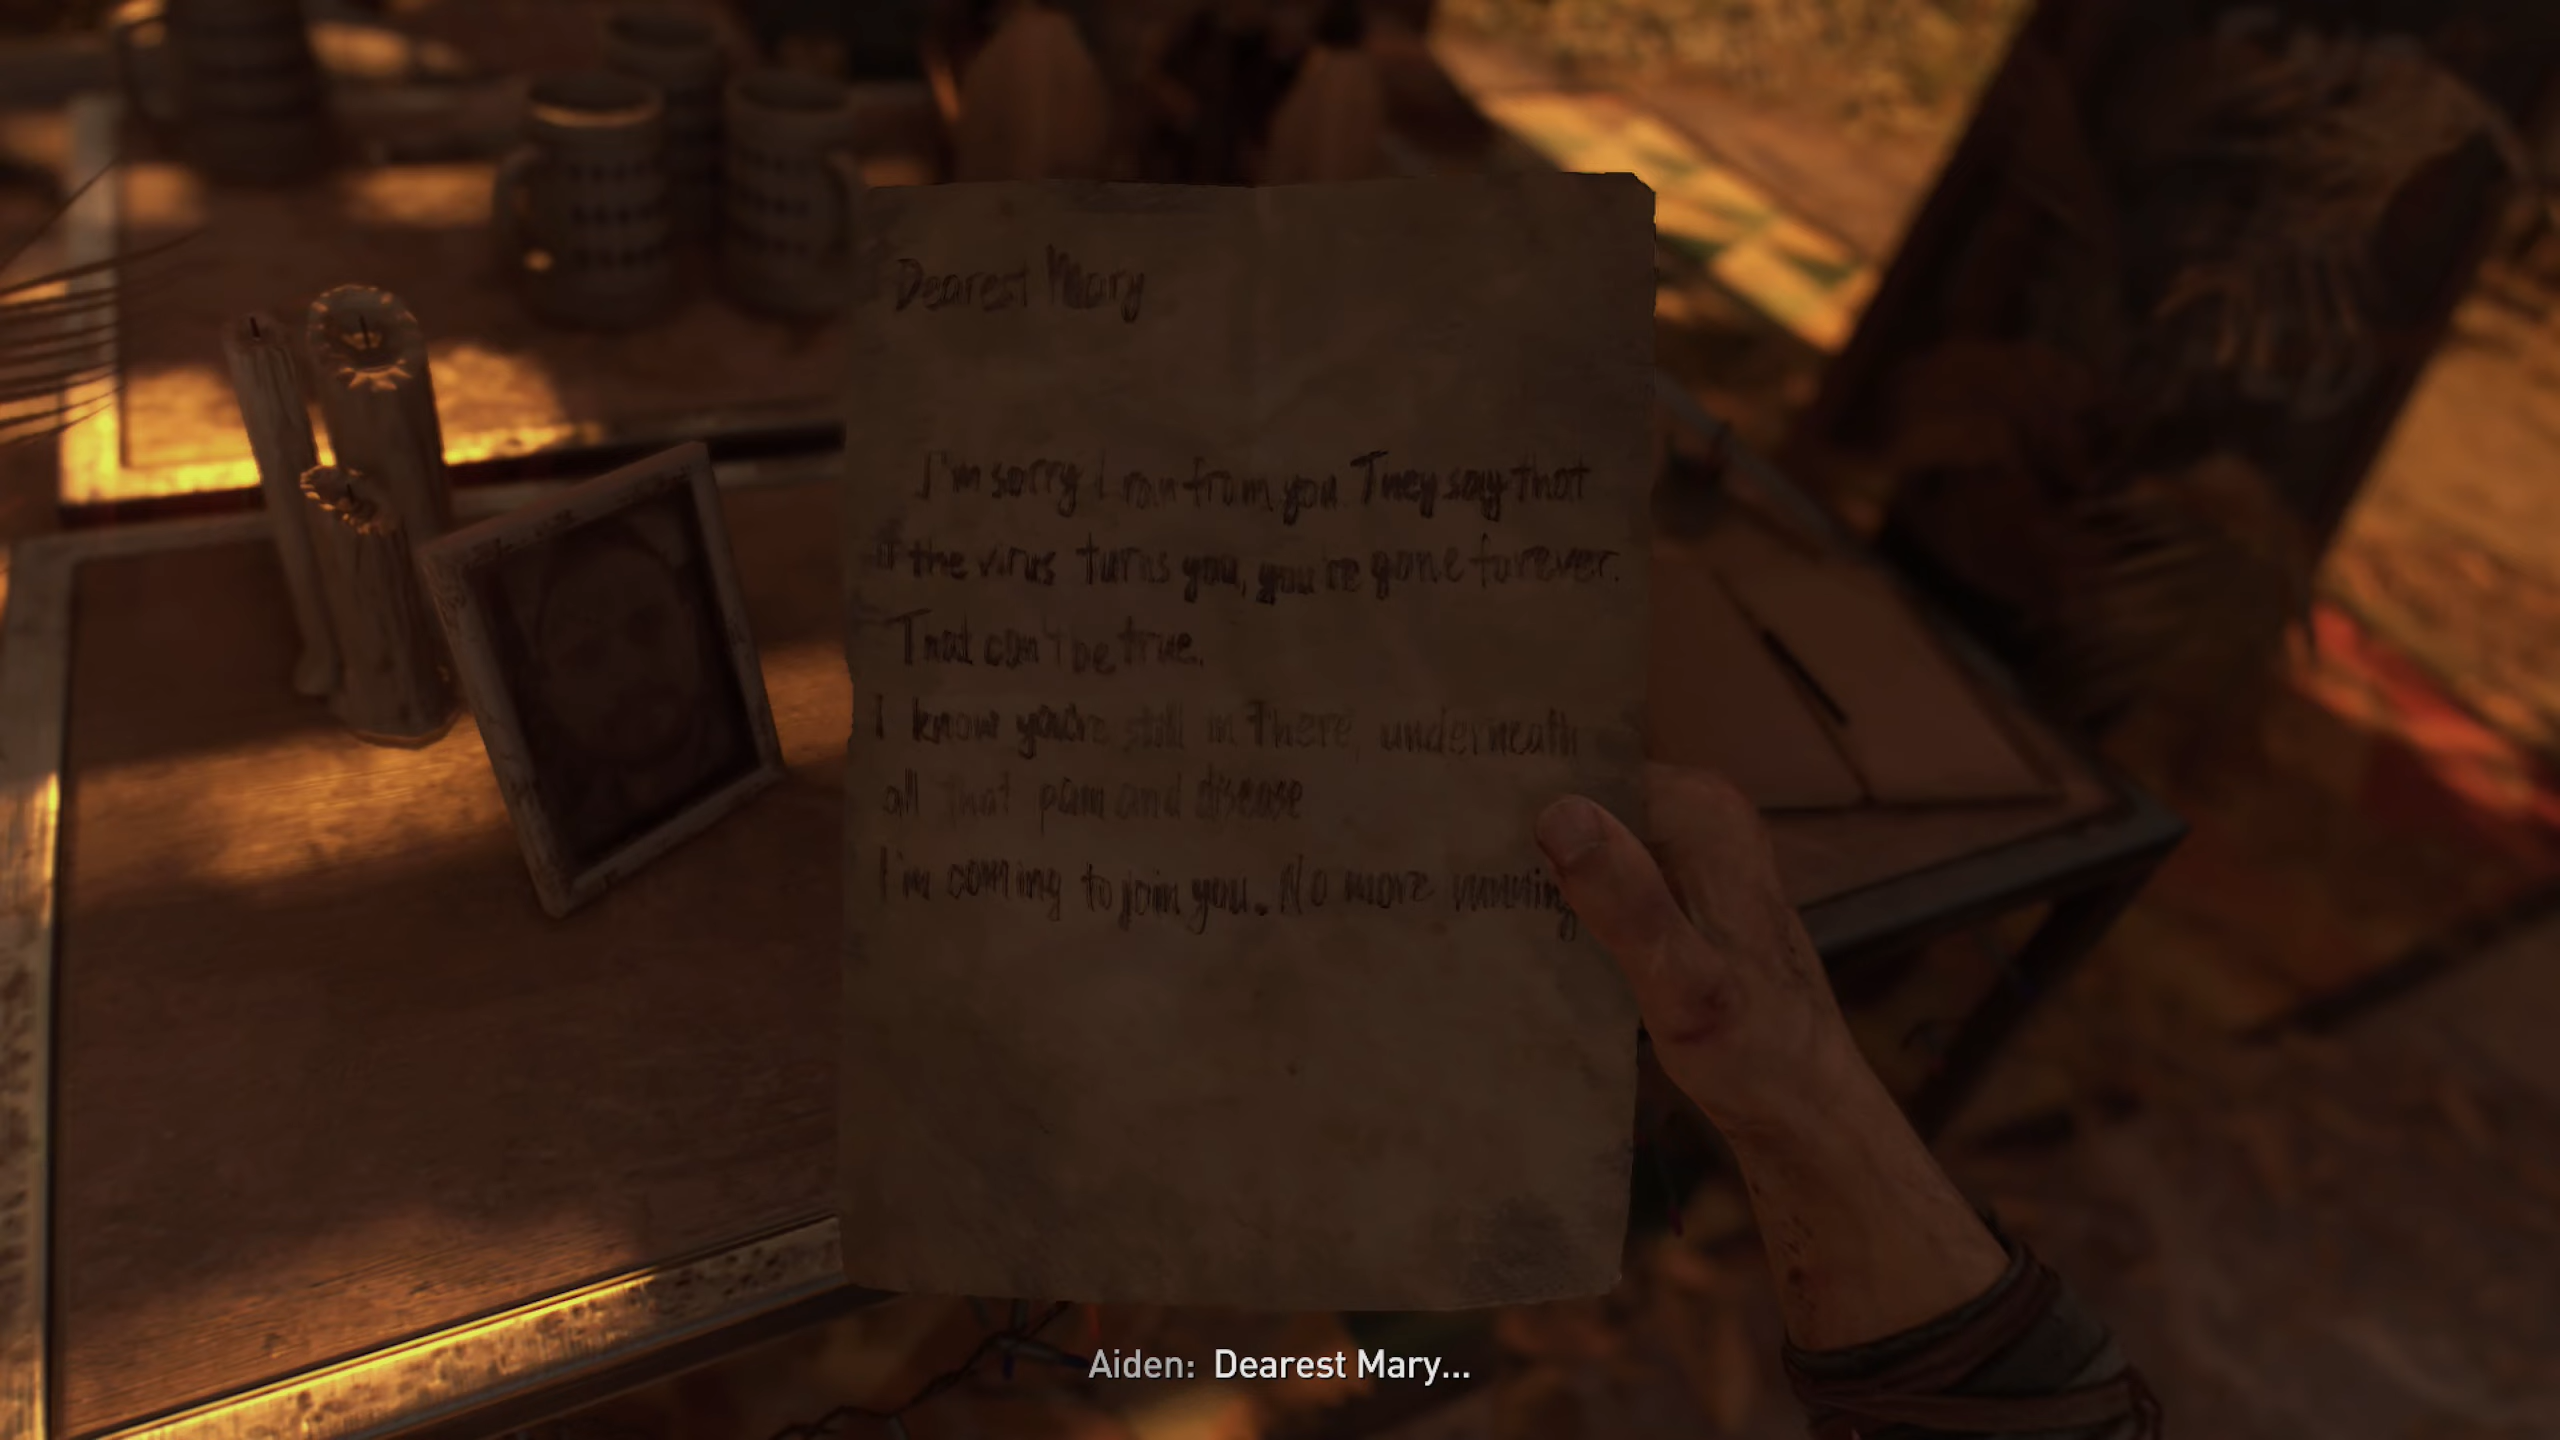 Dearest Mary
I'm sorry I ran from you. They say that
if the virus turns you, you're gone forever.
That can't be true.
I know you're still in there, underneath
all that pain and disease
I'm coming to join you. No more running
Aiden: Dearest Mary...